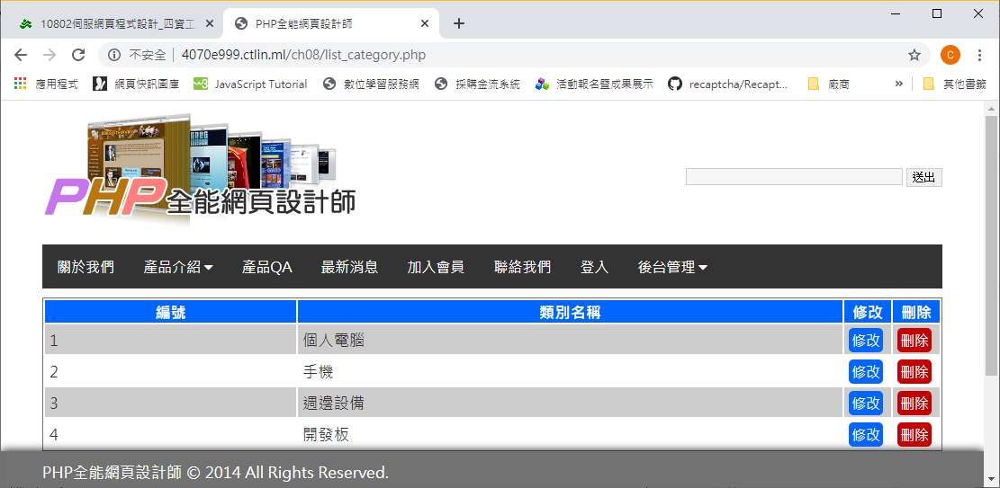 10802伺服網頁程式設計_四資工
PHP全能網頁設計師
不安全 4070e999.ctlin.ml/ch08/list_category.php
C
應用程式 網頁快訊圖庫 JavaScript Tutorial 數位學習服務網 採購金流系統 活動報名暨成果展示 recaptcha/Recapt... 廠商 » 其他書籤
PHP全能網頁設計師
送出
關於我們 產品介紹 產品QA 最新消息 加入會員 聯絡我們 登入 後台管理
編號 類別名稱 修改 刪除
1 個人電腦 修改 刪除
2 手機 修改 刪除
3 週邊設備 修改 刪除
4 開發板 修改 刪除
PHP全能網頁設計師 © 2014 All Rights Reserved.